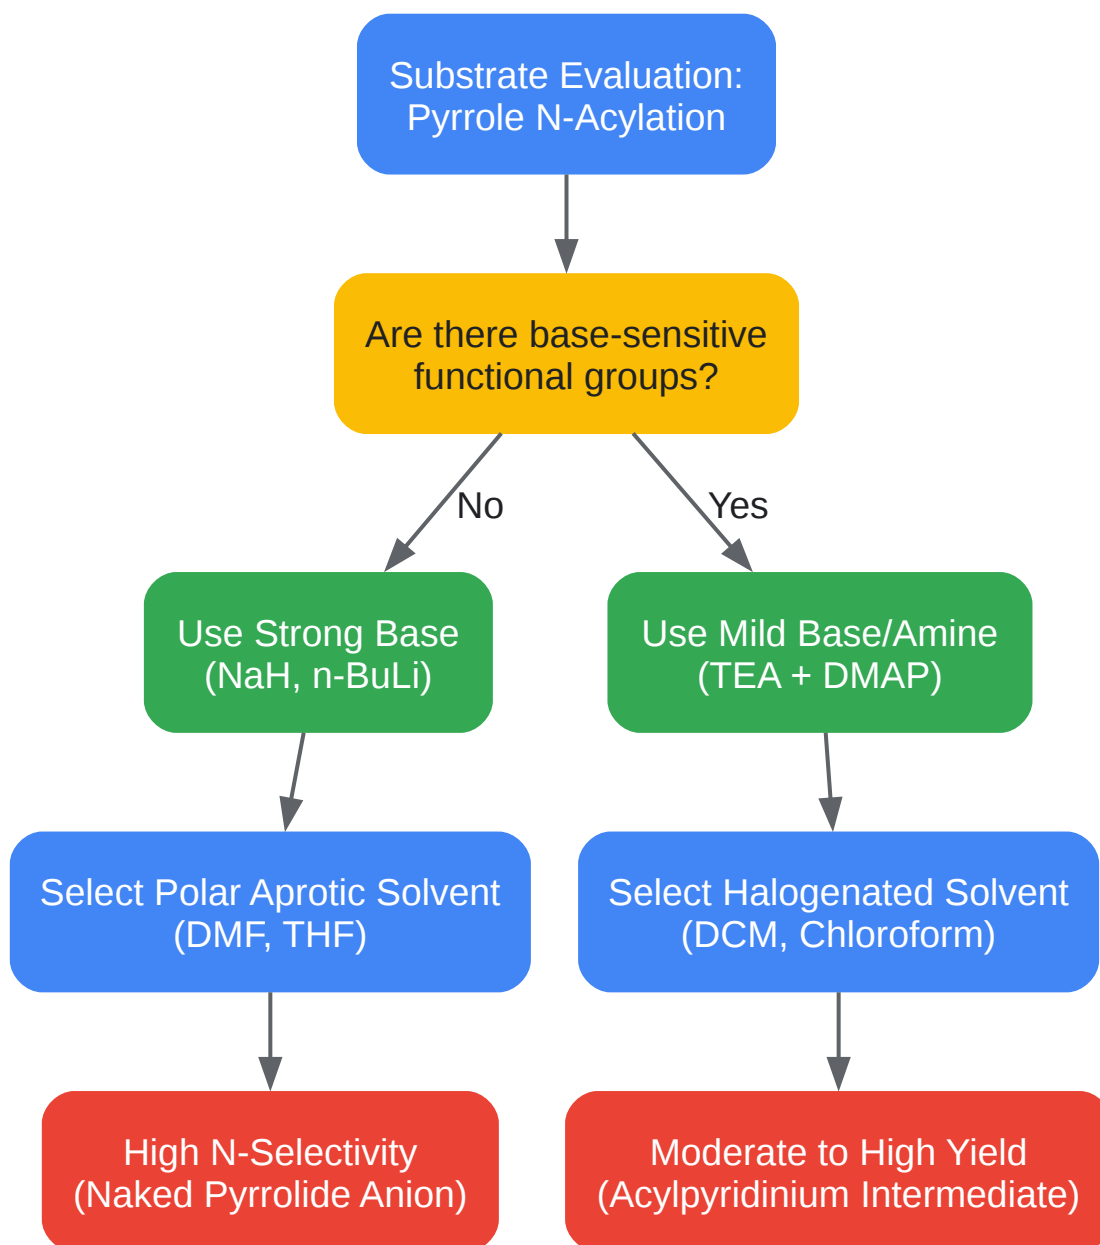 Substrate Evaluation:
Pyrrole N-Acylation
Are there base-sensitive
functional groups?
No
Yes
Use Strong Base
(NaH, n-BuLi)
Use Mild Base/Amine
(TEA + DMAP)
Select Polar Aprotic Solvent
(DMF, THF)
Select Halogenated Solvent
(DCM, Chloroform)
High N-Selectivity
(Naked Pyrrolide Anion)
Moderate to High Yield
(Acylpyridinium Intermediate)